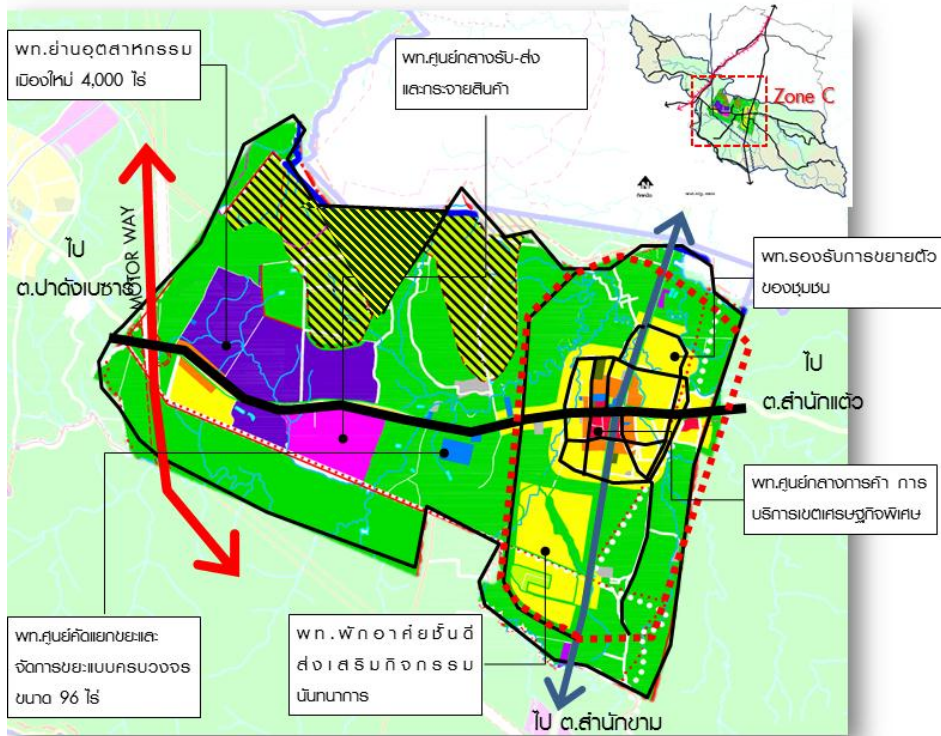 พท.ย่านอุตสาหกรรม
เมืองใหม่ 4,000 ไร่
พท.ศูนย์กลางรับ-ส่ง
และกระจายสินค้า
Zone C
N
ไป
ต.ปาดังเบซาร์
MOTOR WAY
พท.รองรับการขยายตัว
ของชุมชน
ไป
ต.สำนักแต้ว
พท.ศูนย์กลางการค้า การ
บริการเขตเศรษฐกิจพิเศษ
พท.ศูนย์คัดแยกขยะและ
จัดการขยะแบบครบวงจร
ขนาด 96 ไร่
พท.พักอาศัยชั้นดี
ส่งเสริมกิจกรรม
นันทนาการ
ไป ต.สำนักขาม